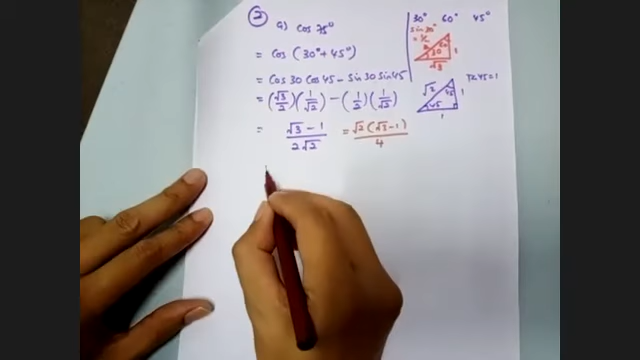 ② a) cos 75°
= cos (30° + 45°)
= cos 30 cos 45 - sin 30 sin 45
= (√3/2)(1/√2) - (1/2)(1/√2)
= √3 - 1 / 2√2 = √2(√3-1) / 4
30° 60° 45°
sin 30°
= 1/2
2 60 1
30
√3
√2 45 1
45
1
45 = 1